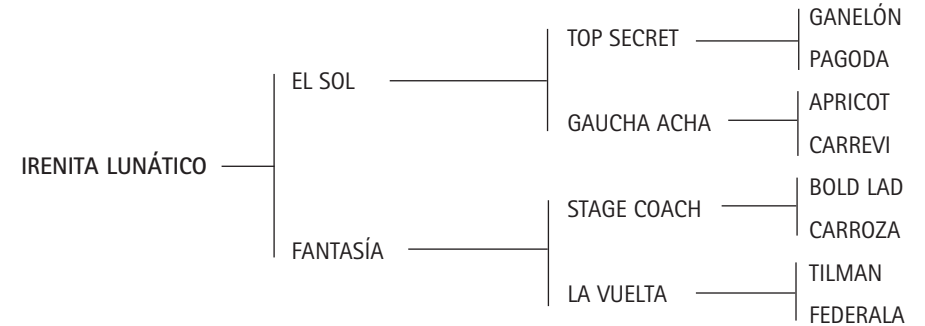 GANELÓN
TOP SECRET
PAGODA
EL SOL
APRICOT
GAUCHA ACHA
CARREVI
IRENITA LUNÁTICO
BOLD LAD
STAGE COACH
CARROZA
FANTASÍA
TILMAN
LA VUELTA
FEDERALA